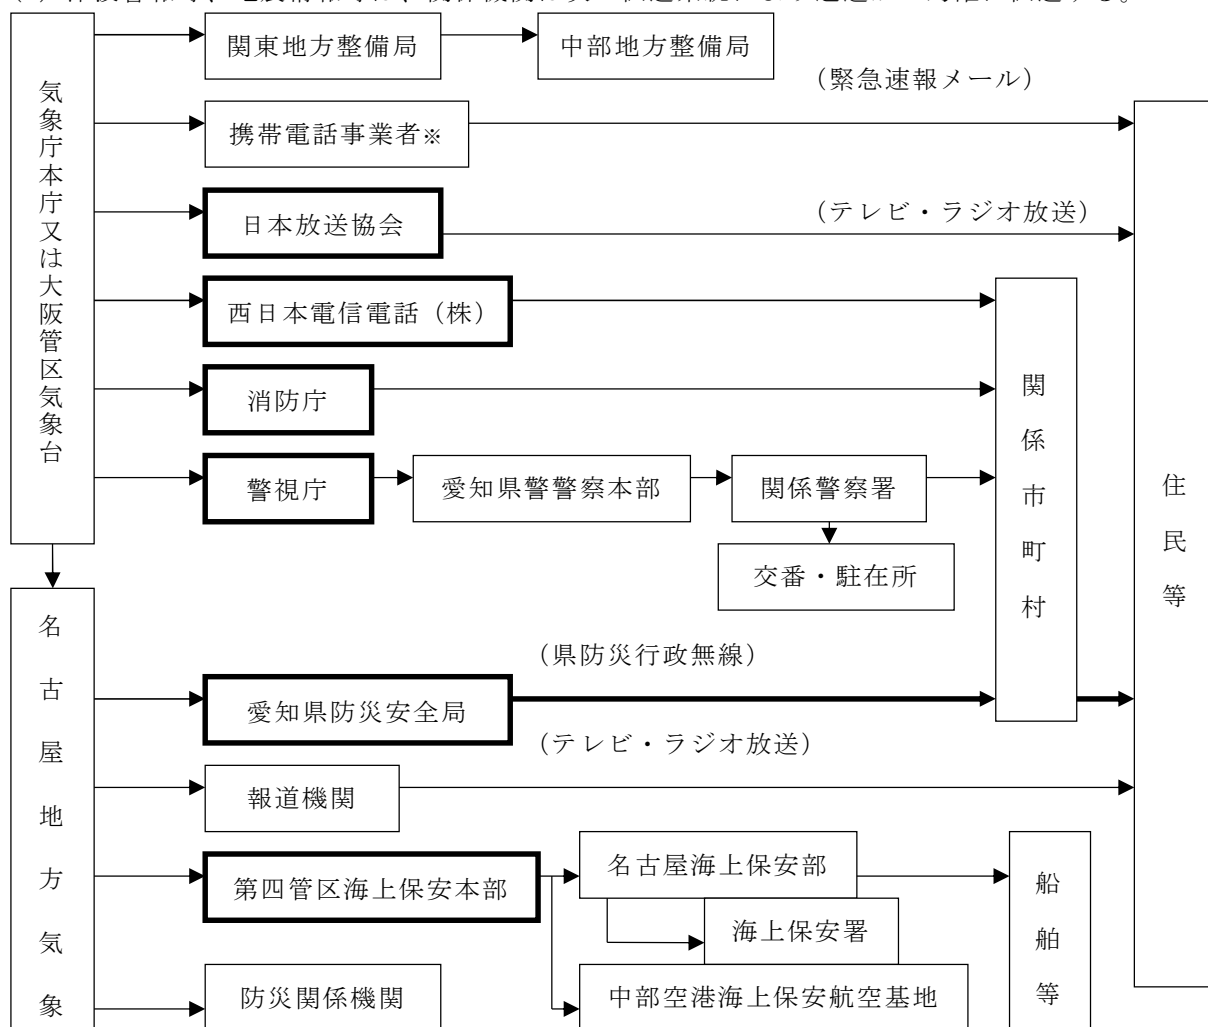 関東地方整備局
中部地方整備局
(緊急速報メール)
携帯電話事業者※
日本放送協会
(テレビ・ラジオ放送)
西日本電信電話(株)
消防庁
警視庁
愛知県警警察本部
関係警察署
交番・駐在所
気象庁本庁又は大阪管区気象台
関係市町村
住民等
(県防災行政無線)
愛知県防災安全局
(テレビ・ラジオ放送)
報道機関
第四管区海上保安本部
名古屋海上保安部
海上保安署
防災関係機関
中部空港海上保安航空基地
名古屋地方気象
船舶等